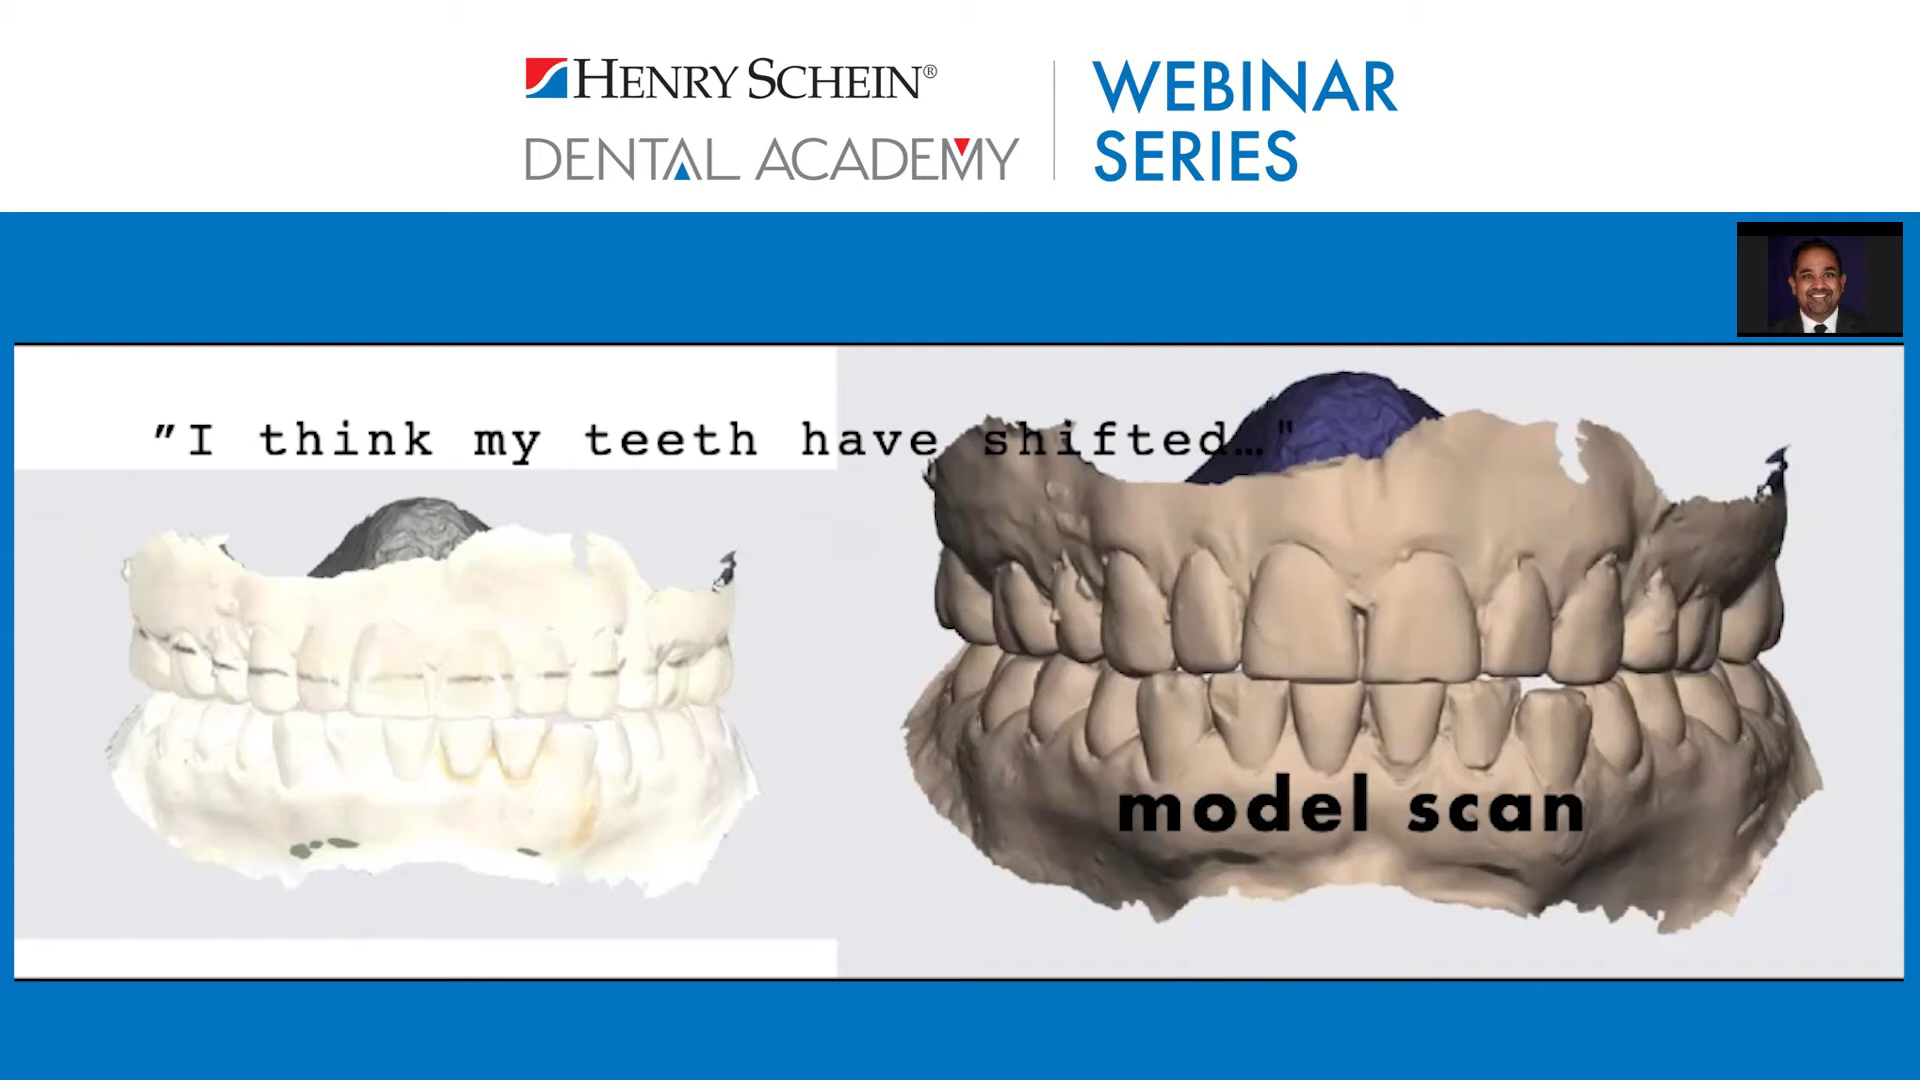 HENRY SCHEIN®
DENTAL ACADEMY
WEBINAR
SERIES
"I think my teeth have shifted…"
model scan